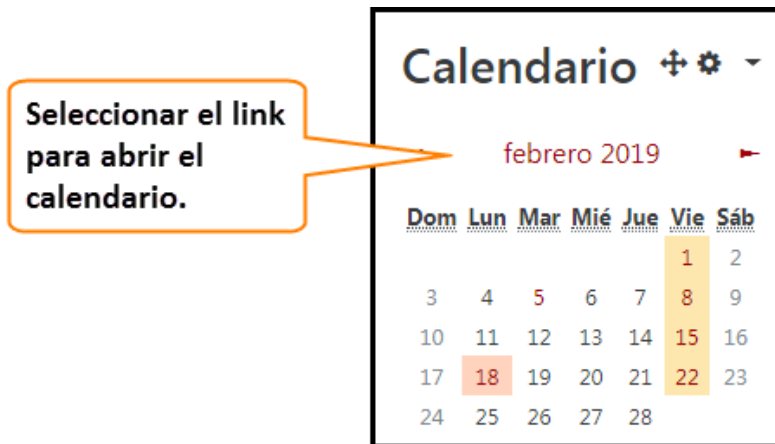 Calendario
Seleccionar el link
para abrir el
calendario.
febrero 2019
Dom Lun Mar Mié Jue Vie Sáb
1 2
3 4 5 6 7 8 9
10 11 12 13 14 15 16
17 18 19 20 21 22 23
24 25 26 27 28